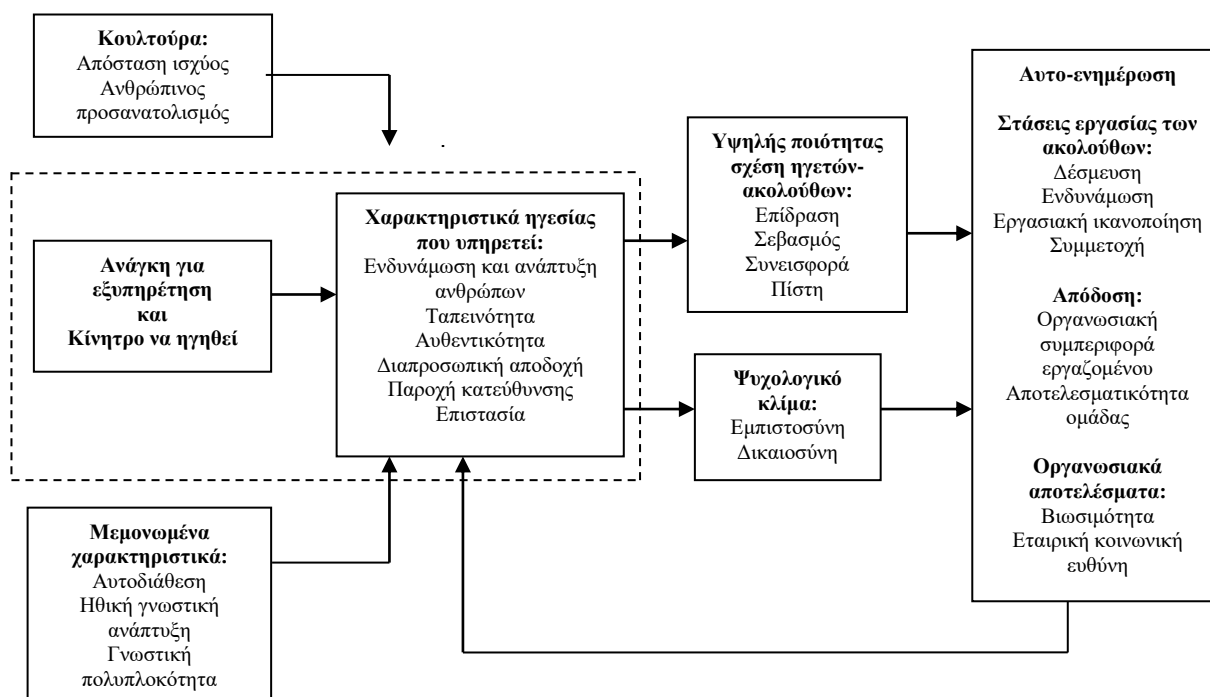 Κουλτούρα:
Απόσταση ισχύος
Ανθρώπινος
προσανατολισμός
Ανάγκη για
εξυπηρέτηση
και
Κίνητρο να ηγηθεί
Μεμονωμένα
χαρακτηριστικά:
Αυτοδιάθεση
Ηθική γνωστική
ανάπτυξη
Γνωστική
πολυπλοκότητα
Χαρακτηριστικά ηγεσίας
που υπηρετεί:
Ενδυνάμωση και ανάπτυξη
ανθρώπων
Ταπεινότητα
Αυθεντικότητα
Διαπροσωπική αποδοχή
Παροχή κατεύθυνσης
Επιστασία
Υψηλής ποιότητας
σχέση ηγετών-
ακολούθων:
Επίδραση
Σεβασμός
Συνεισφορά
Πίστη
Ψυχολογικό
κλίμα:
Εμπιστοσύνη
Δικαιοσύνη
Αυτο-ενημέρωση
Στάσεις εργασίας των
ακολούθων:
Δέσμευση
Ενδυνάμωση
Εργασιακή ικανοποίηση
Συμμετοχή
Απόδοση:
Οργανωσιακή
συμπεριφορά
εργαζομένου
Αποτελεσματικότητα
ομάδας
Οργανωσιακά
αποτελέσματα:
Βιωσιμότητα
Εταιρική κοινωνική
ευθύνη